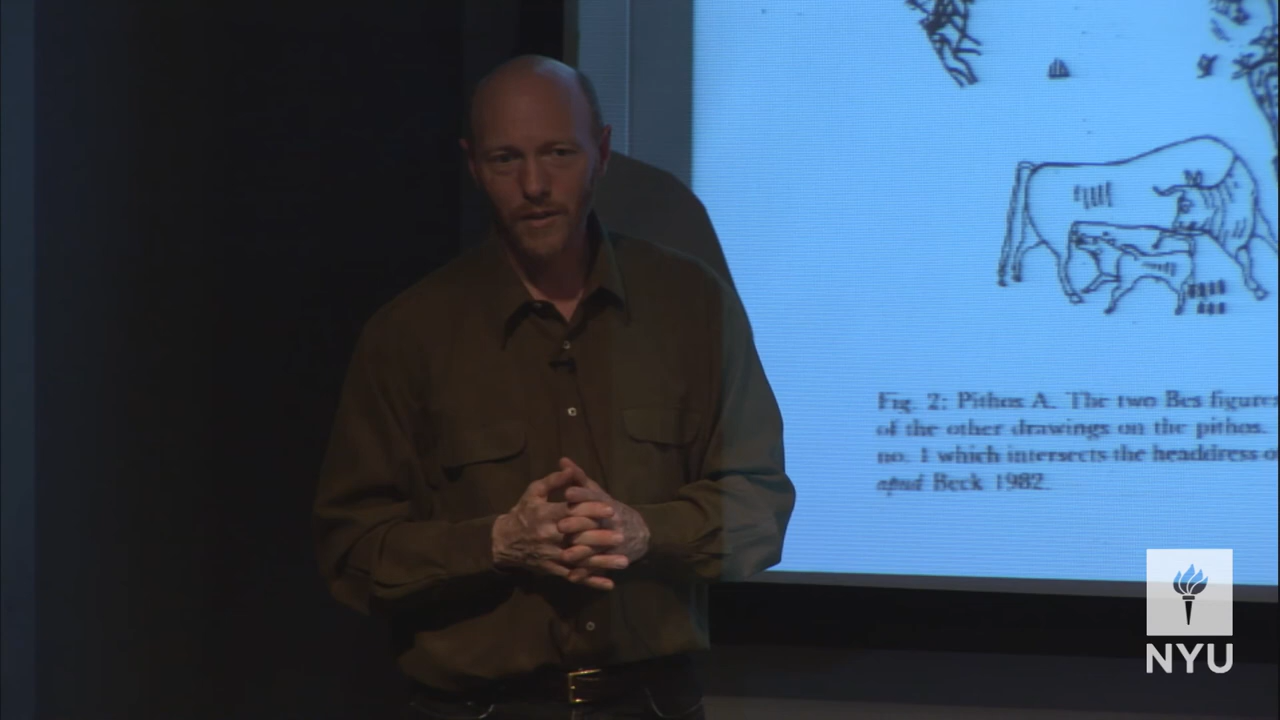 Fig. 2: Pithos A. The two Bes figures
of the other drawings on the pithos.
no. 1 which intersects the headdress o
apud Beck 1982.
NYU